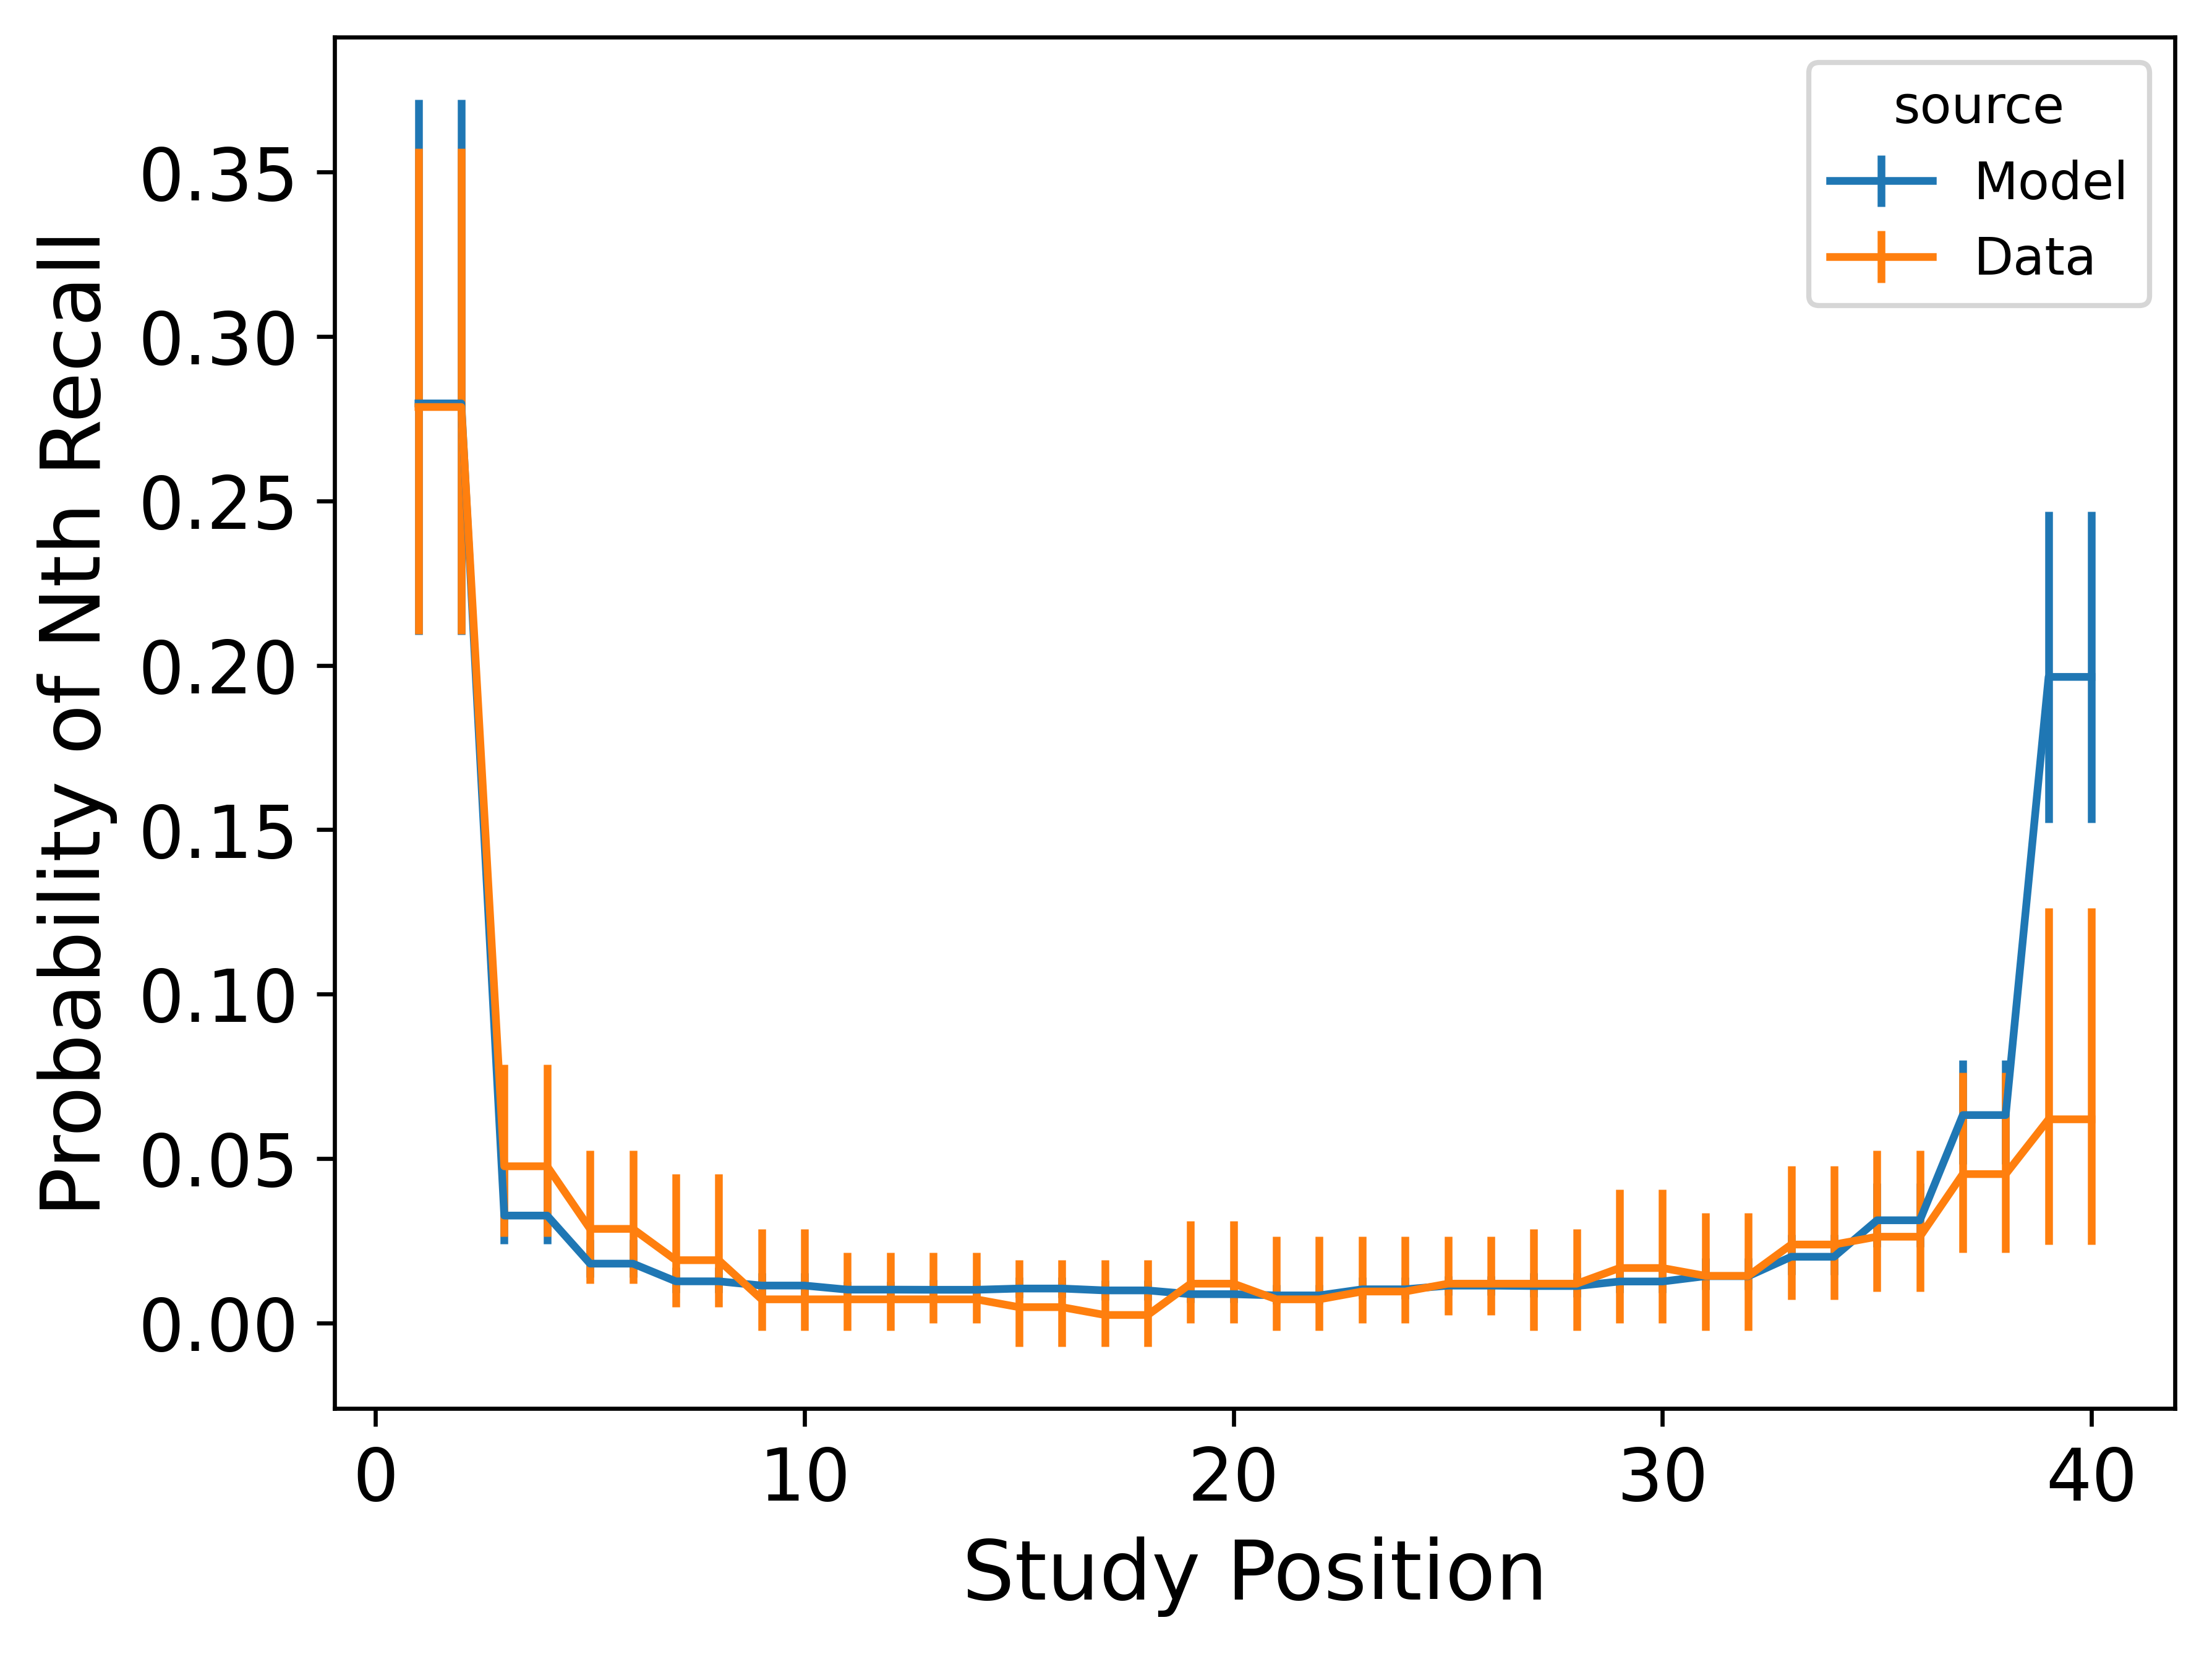 source
Model
Data
Probability of Nth Recall
0.35
0.30
0.25
0.20
0.15
0.10
0.05
0.00
0 10 20 30 40
Study Position